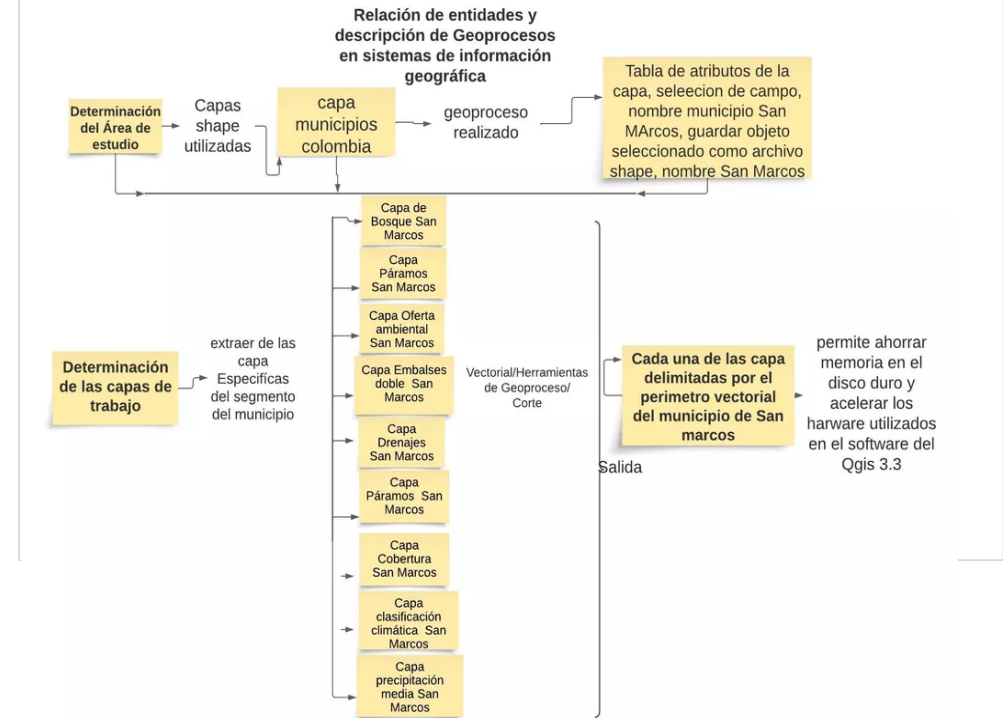 Relación de entidades y
descripción de Geoprocesos
en sistemas de información
geográfica
Determinación
del Área de
estudio
Capas
shape
utilizadas
capa
municipios
colombia
geoproceso
realizado
Tabla de atributos de la
capa, seleecion de campo,
nombre municipio San
MArcos, guardar objeto
seleccionado como archivo
shape, nombre San Marcos
Determinación
de las capas de
trabajo
extraer de las
capa
Especifícas
del segmento
del municipio
Capa de
Bosque San
Marcos
Capa
Páramos
San Marcos
Capa Oferta
ambiental
San Marcos
Capa Embalses
doble San
Marcos
Capa
Drenajes
San Marcos
Capa
Páramos San
Marcos
Capa
Cobertura
San Marcos
Capa
clasificación
climática San
Marcos
Capa
precipitación
media San
Marcos
Vectorial/Herramientas
de Geoproceso/
Corte
Salida
Cada una de las capa
delimitadas por el
perimetro vectorial
del municipio de San
marcos
permite ahorrar
memoria en el
disco duro y
acelerar los
harware utilizados
en el software del
Qgis 3.3